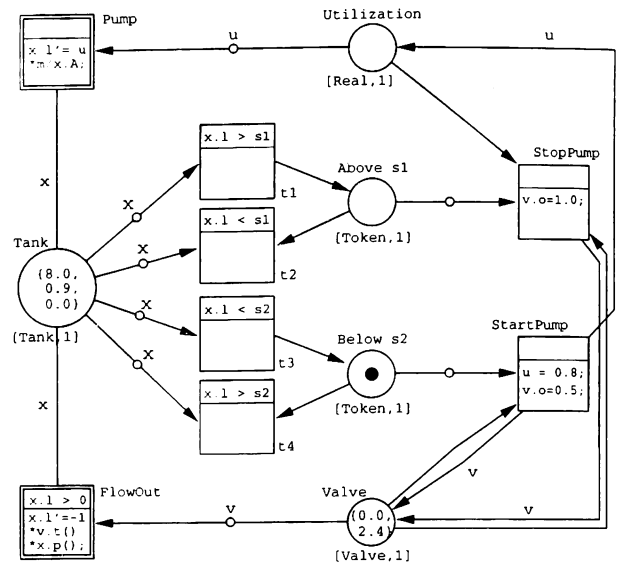 Pump
x.l'= u
*m/x.A;
u
Utilization
[Real,1]
u
x
x.l > s1
t1
Above s1
[Token,1]
StopPump
v.o=1.0;
x
x.l < s1
t2
x
Tank
{8.0,
0.9,
0.0}
[Tank,1]
x
x.l < s2
t3
Below s2
[Token,1]
StartPump
u = 0.8;
v.o=0.5;
x
x.l > s2
t4
x
v
v
FlowOut
x.l > 0
x.l'=-1
*v.t()
*x.p();
v
Valve
{0.0,
2.4}
[Valve,1]